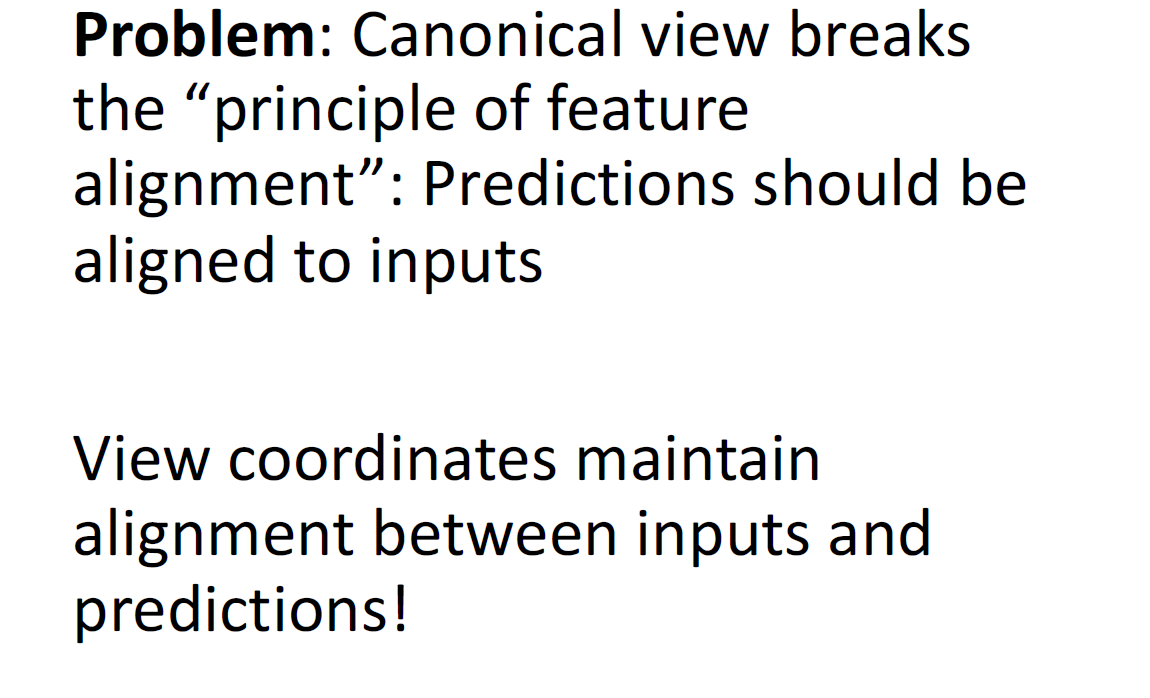 Problem: Canonical view breaks
the “principle of feature
alignment”: Predictions should be
aligned to inputs
View coordinates maintain
alignment between inputs and
predictions!